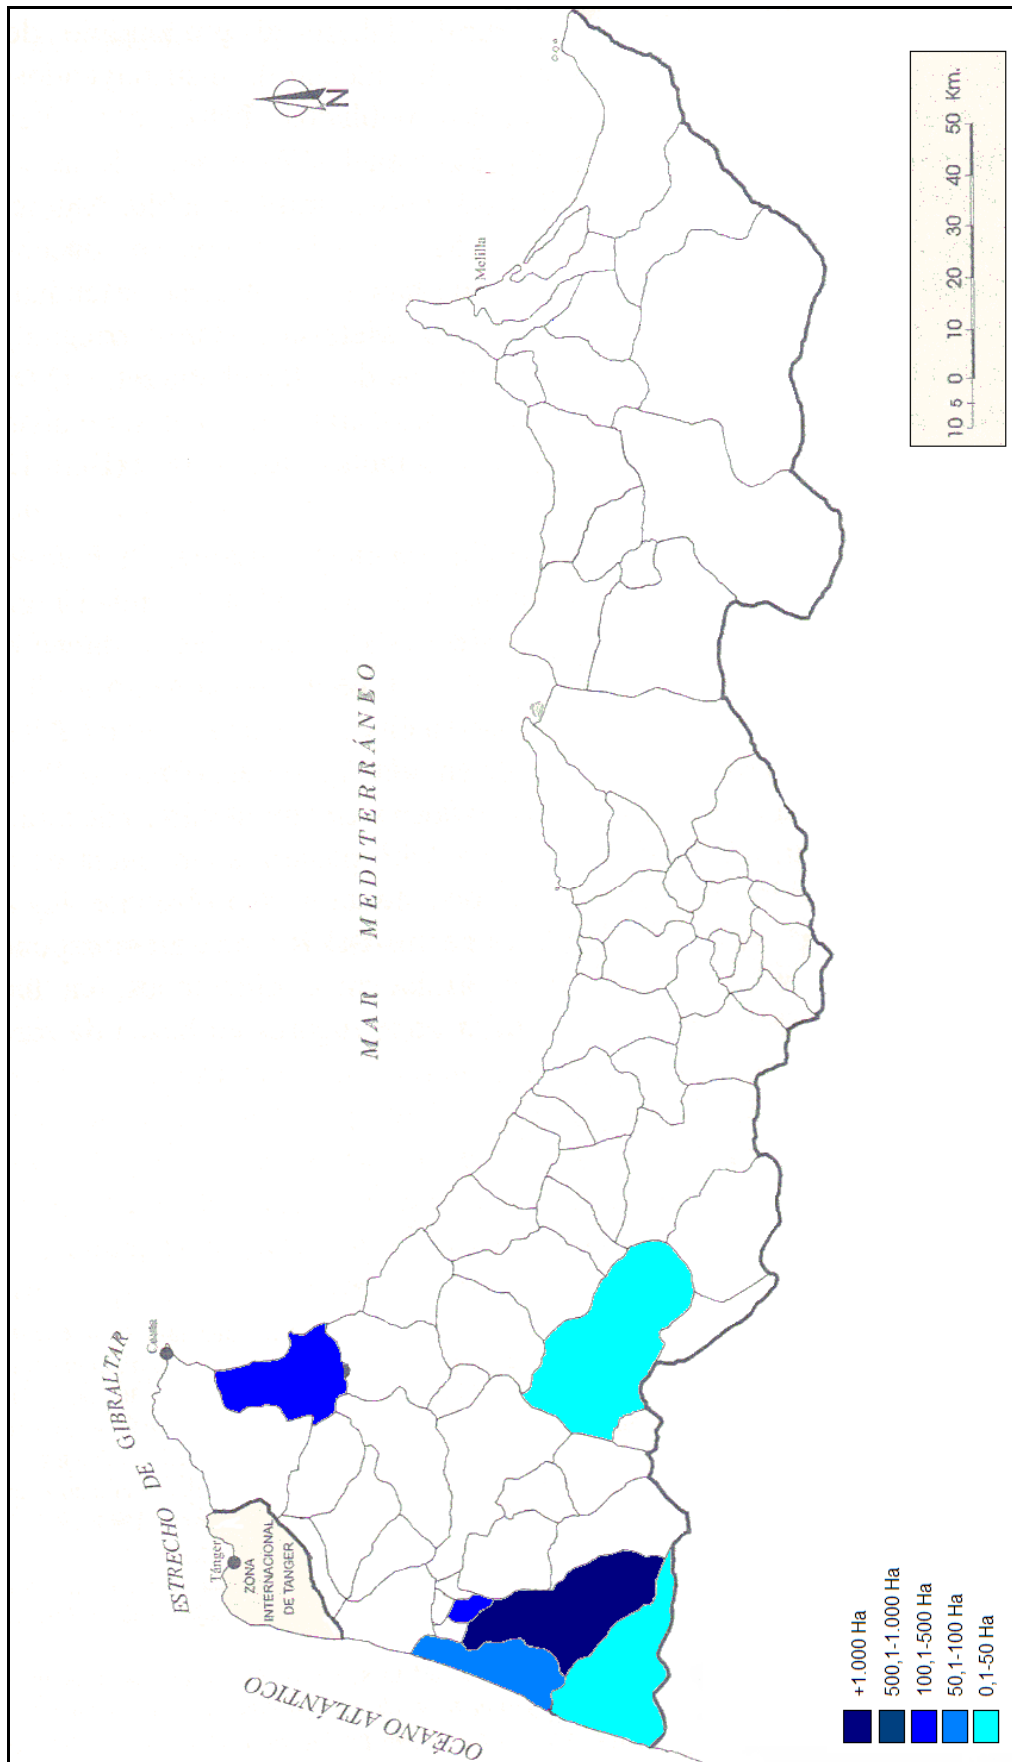 ESTRECHO DE GIBRALTAR
Ceuta
Tánger
ZONA
INTERNACIONAL
DE TANGER
OCÉANO ATLÁNTICO
MAR MEDITERRÁNEO
Melilla
N
+1.000 Ha
500,1-1.000 Ha
100,1-500 Ha
50,1-100 Ha
0,1-50 Ha
10 5 0 10 20 30 40 50 Km.